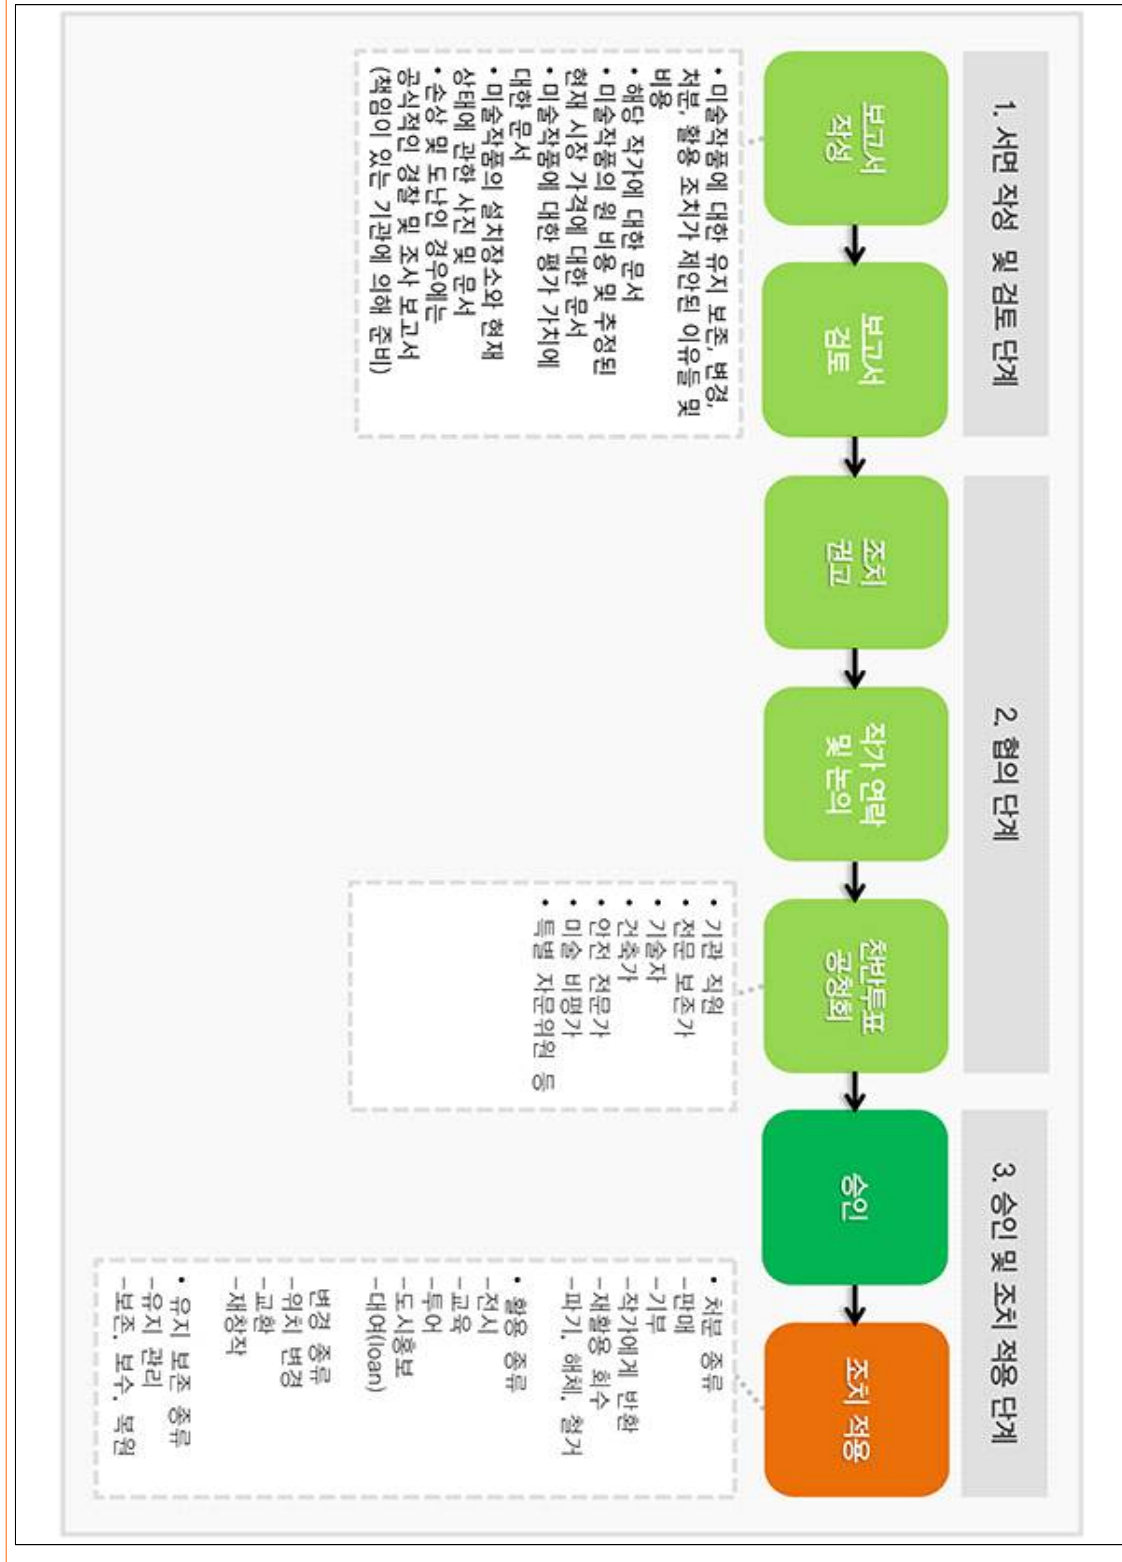 1. 서면 작성 및 검토 단계
2. 협의 단계
3. 승인 및 조치 적용 단계
보고서
작성
보고서
검토
조치
권고
작가 연락
및 논의
찬반투표
공청회
승인
조치 적용
• 미술작품에 대한 유지 보존, 변경,
처분, 활용 조치가 제안된 이유들 및
비용
• 해당 작가에 대한 문서
• 미술작품의 원 비용 및 추정된
현재 시장 가격에 대한 문서
• 미술작품에 대한 평가 가치에
대한 문서
• 미술작품의 설치장소와 현재
상태에 관한 사진 및 문서
• 손상 및 도난인 경우에는
공식적인 경찰 및 조사 보고서
(책임이 있는 기관에 의해 준비)
• 기관 직원
• 전문 보존가
• 기술자
• 건축가
• 안전 전문가
• 미술 비평가
• 특별 자문위원 등
• 처분 종류
–판매
–기부
–작가에게 반환
–재활용 회수
–파기, 해체, 철거
• 활용 종류
–전시
–교육
–투어
–도시홍보
–대여(loan)
변경 종류
–위치 변경
–교환
–재창작
• 유지 보존 종류
–유지 관리
–보존, 보수, 복원